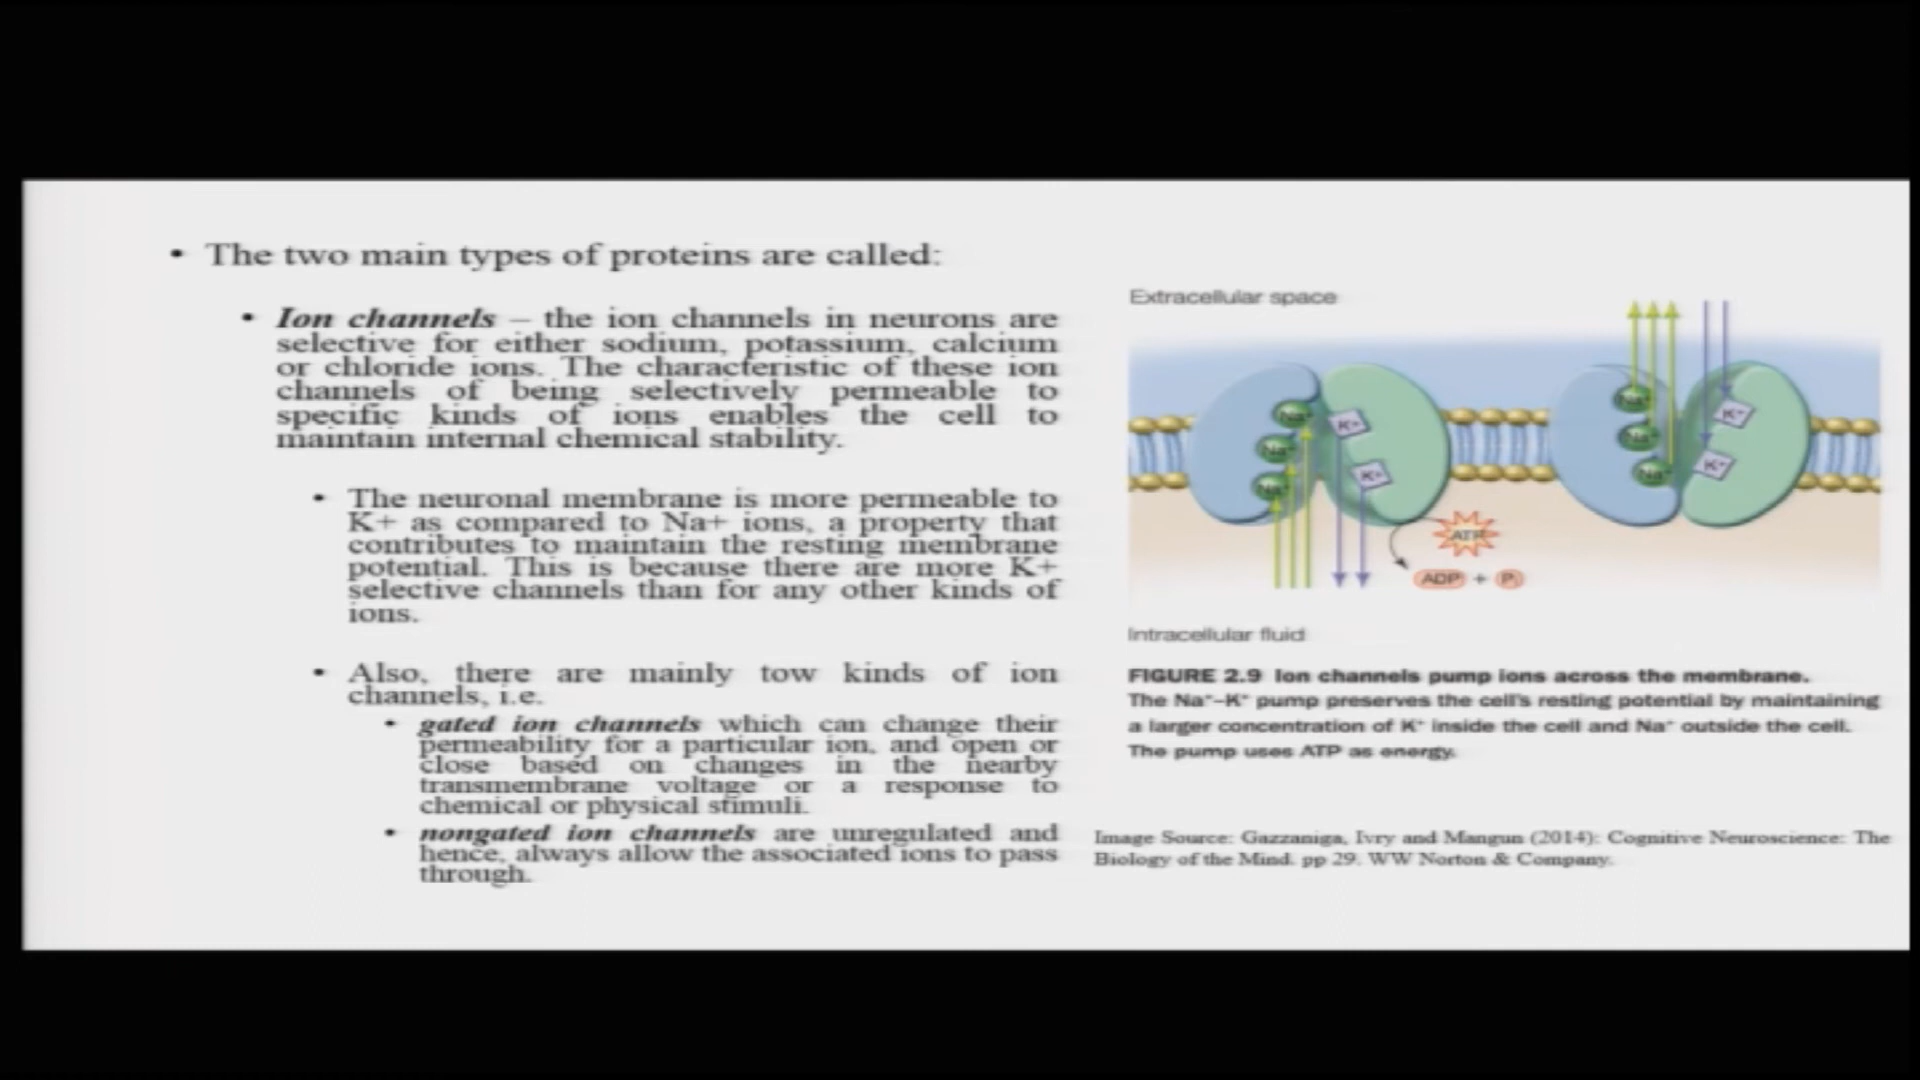 • The two main types of proteins are called:
• Ion channels – the ion channels in neurons are
selective for either sodium, potassium, calcium
or chloride ions. The characteristic of these ion
channels of being selectively permeable to
specific kinds of ions enables the cell to
maintain internal chemical stability.
• The neuronal membrane is more permeable to
K+ as compared to Na+ ions, a property that
contributes to maintain the resting membrane
potential. This is because there are more K+
selective channels than for any other kinds of
ions.
• Also, there are mainly tow kinds of ion
channels, i.e.
• gated ion channels which can change their
permeability for a particular ion, and open or
close based on changes in the nearby
transmembrane voltage or a response to
chemical or physical stimuli.
• nongated ion channels are unregulated and
hence, always allow the associated ions to pass
through.
Extracellular space
Na⁺
Na⁺
Na⁺
K⁺
K⁺
Na⁺
Na⁺
Na⁺
K⁺
K⁺
ATP
ADP + Pi
Intracellular fluid
FIGURE 2.9 Ion channels pump ions across the membrane.
The Na⁺–K⁺ pump preserves the cell's resting potential by maintaining
a larger concentration of K⁺ inside the cell and Na⁺ outside the cell.
The pump uses ATP as energy.
Image Source: Gazzaniga, Ivry and Mangun (2014): Cognitive Neuroscience: The
Biology of the Mind. pp 29. WW Norton & Company.